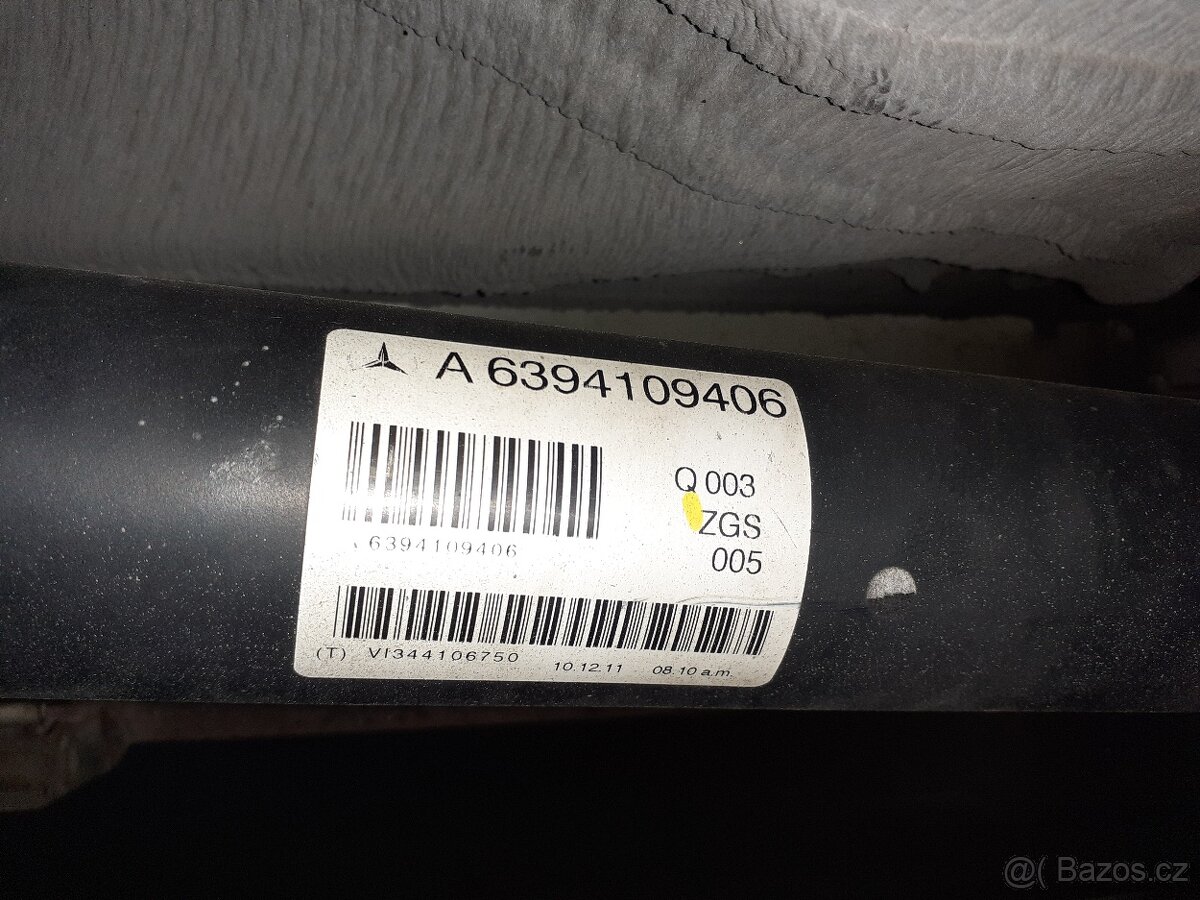 A 6394109406
Q 003
ZGS
005
A 6394109406
(T) VI344106750 10.12.11 08.10 a.m.
@( Bazos.cz